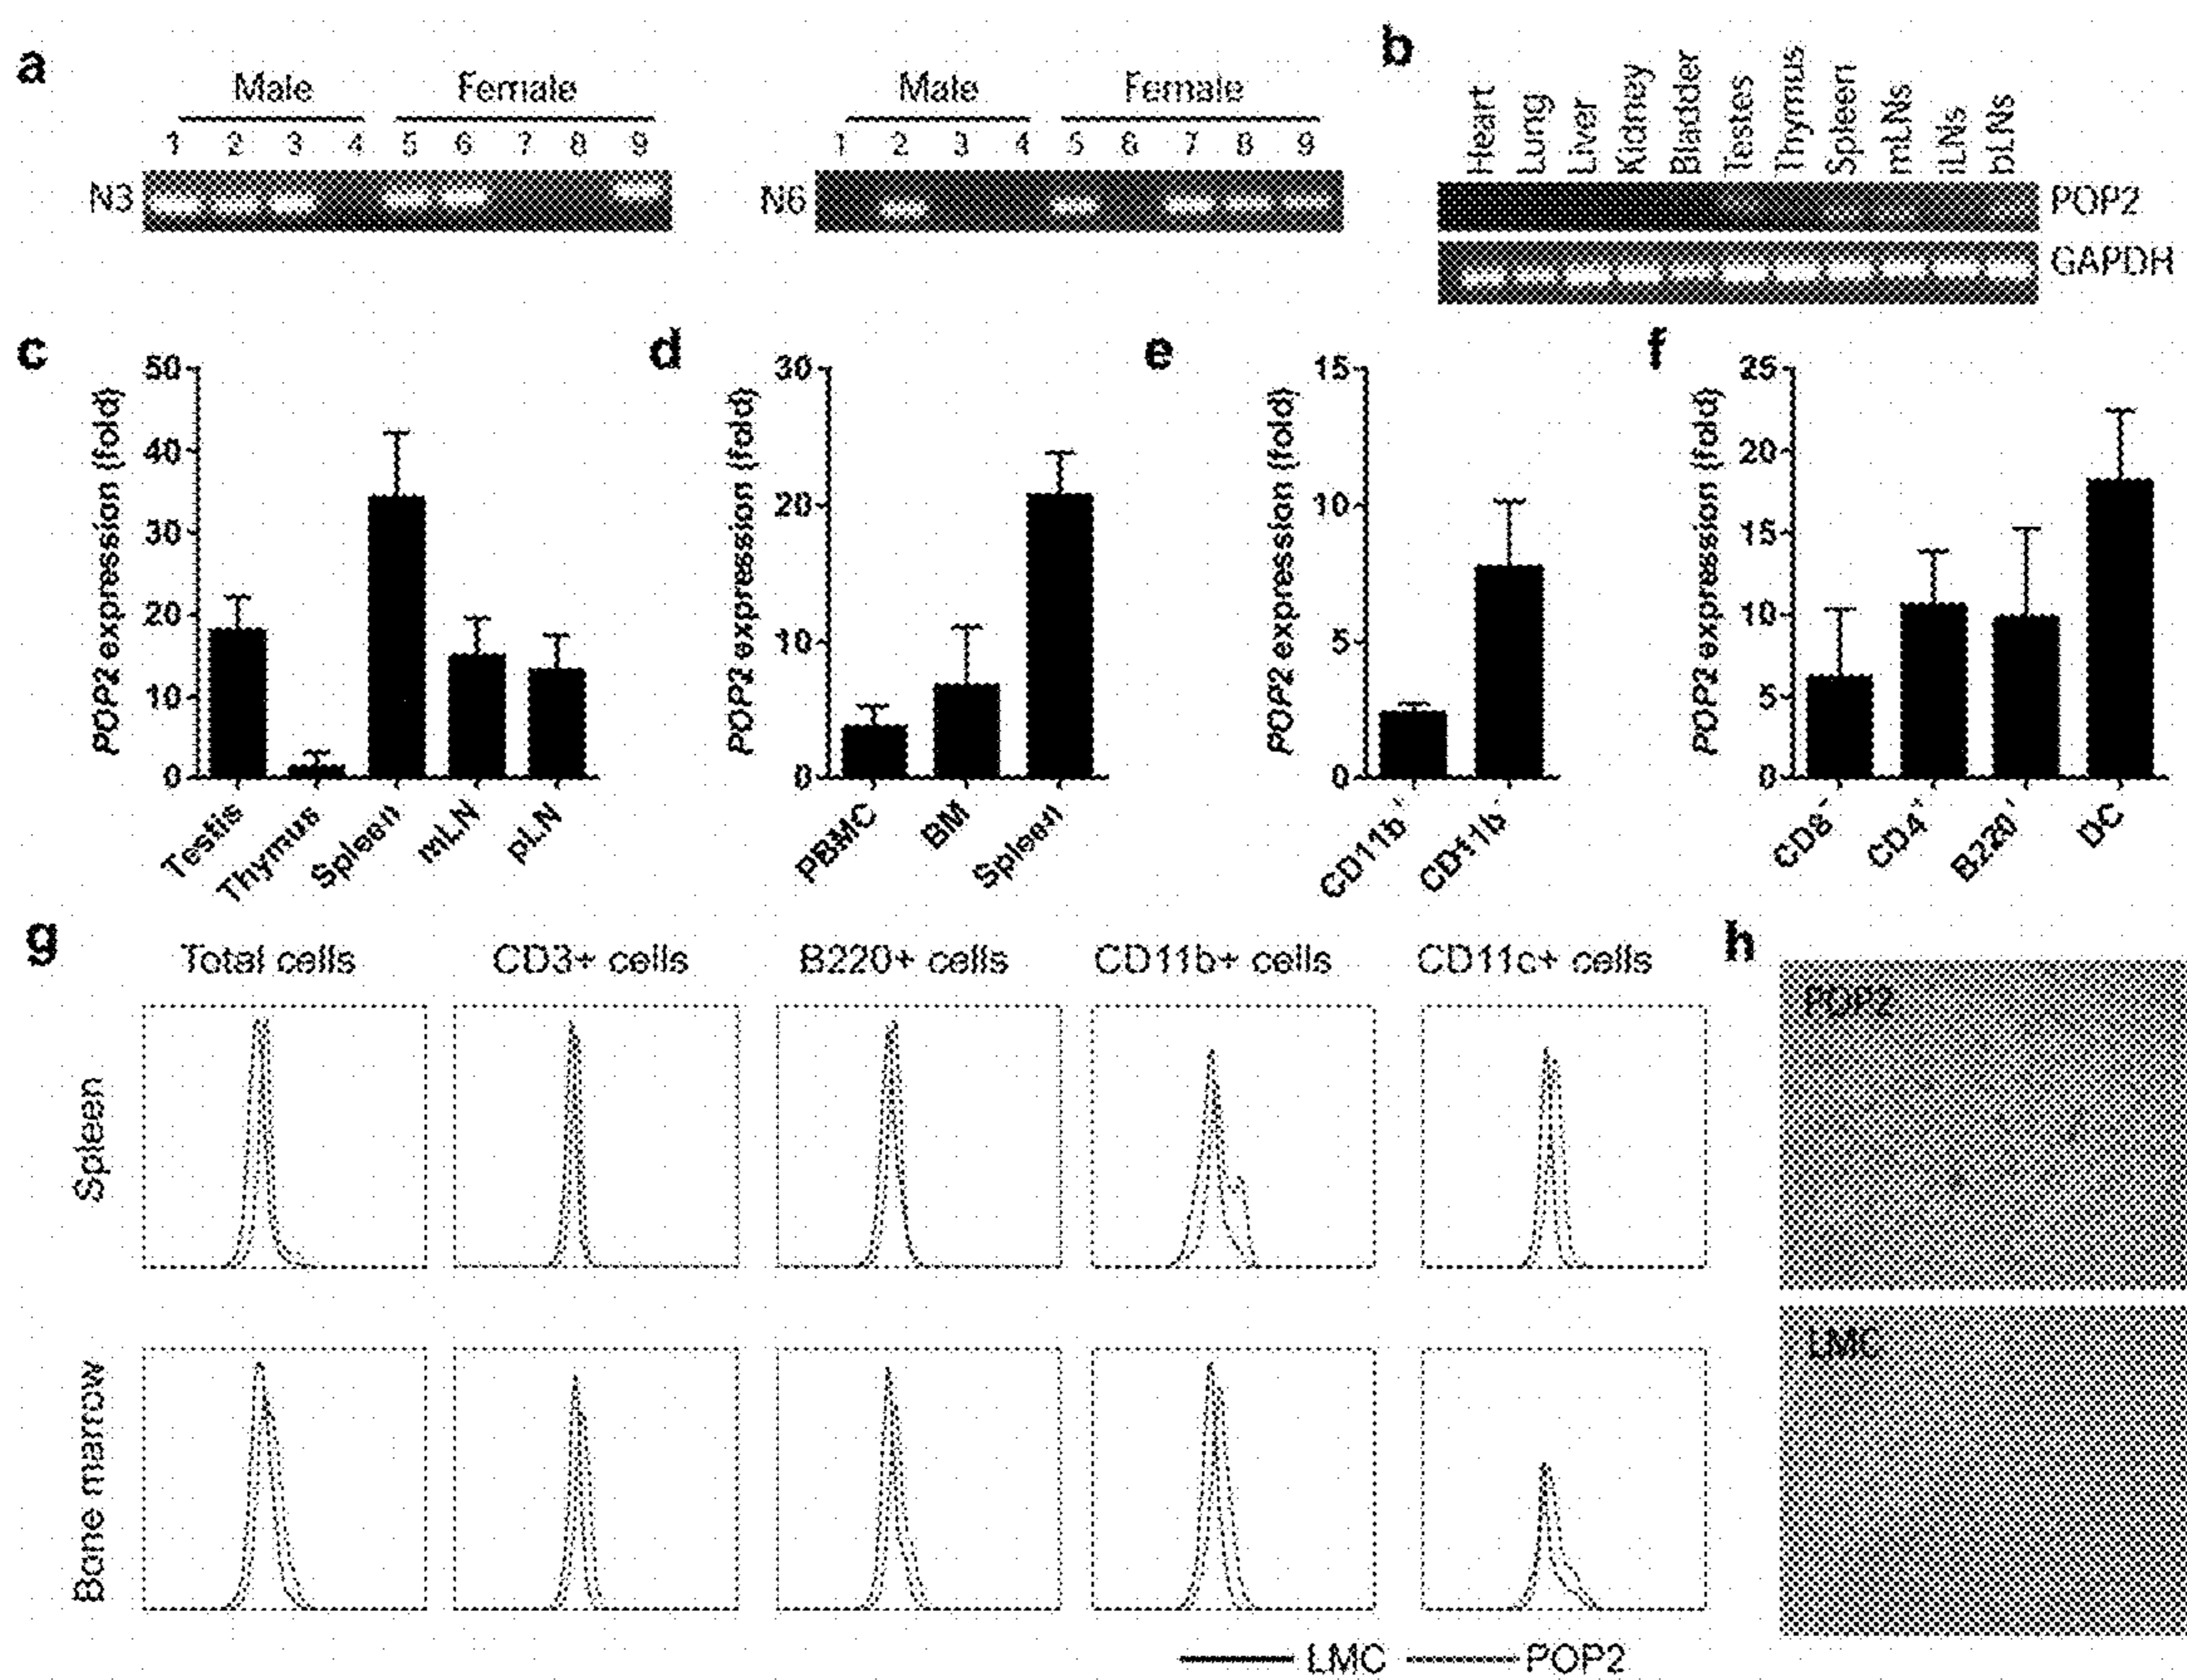 a
Male Female Male Female
1 2 3 4 5 6 7 8 9 1 2 3 4 5 6 7 8 9
N3 N6
b
Heart Lung Liver Kidney Bladder Testes Thymus Spleen mLNs iLNs bLNs
POP2
GAPDH
c
POP2 expression (fold)
50
40
30
20
10
0
Testis Thymus Spleen mLN pLN
d
POP2 expression (fold)
30
20
10
0
PBMC BM Spleen
e
POP2 expression (fold)
15
10
5
0
CD11b+ CD11b-
f
POP2 expression (fold)
25
20
15
10
5
0
CD8+ CD4+ B220+ DC
g
Total cells CD3+ cells B220+ cells CD11b+ cells CD11c+ cells
Spleen
Bone marrow
LMC POP2
h
POP2
LMC